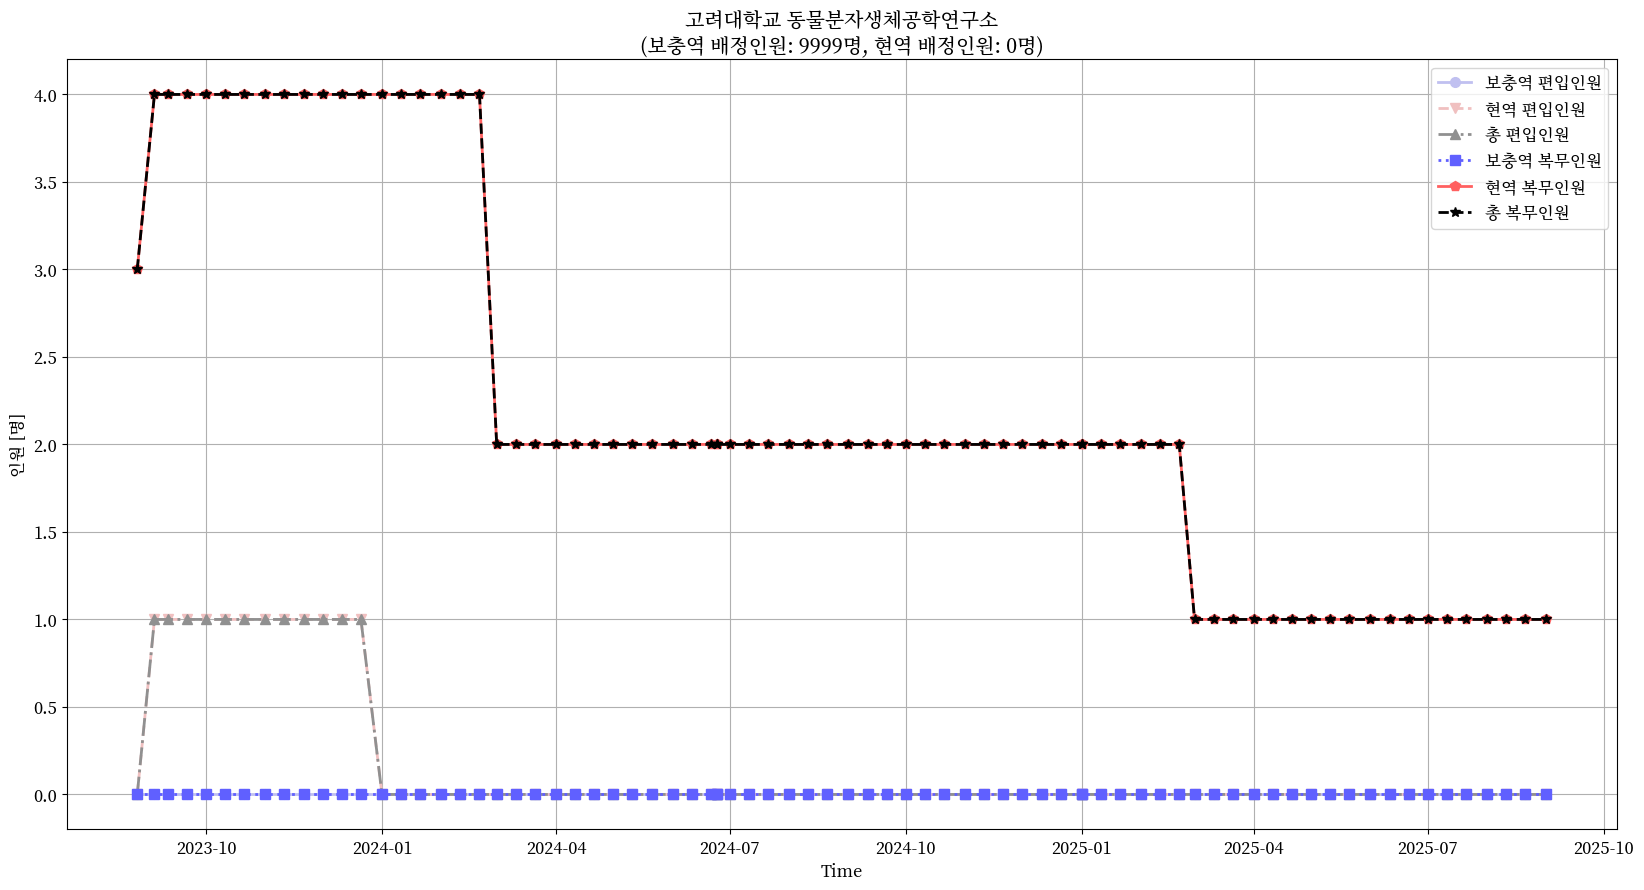 고려대학교 동물분자생체공학연구소
(보충역 배정인원: 9999명, 현역 배정인원: 0명)
보충역 편입인원
현역 편입인원
총 편입인원
보충역 복무인원
현역 복무인원
총 복무인원
4.0
3.5
3.0
2.5
2.0
1.5
1.0
0.5
0.0
인원 [명]
2023-10 2024-01 2024-04 2024-07 2024-10 2025-01 2025-04 2025-07 2025-10
Time